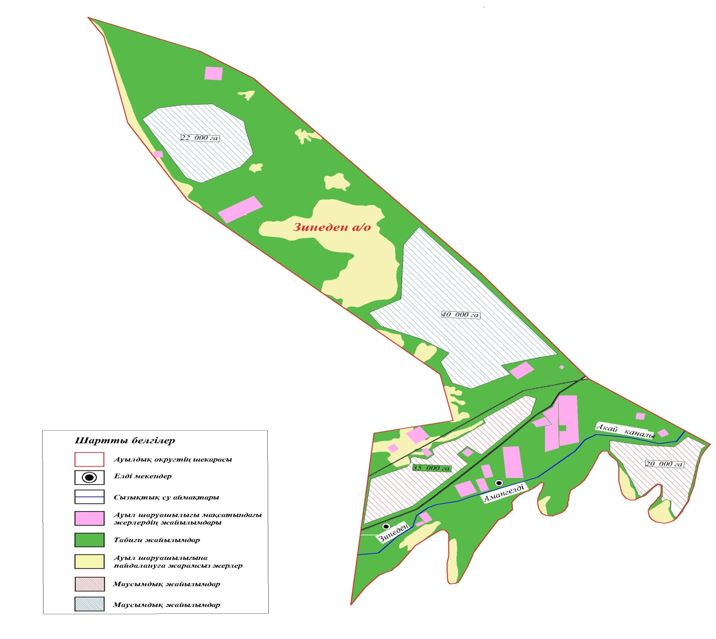 22 000 га
Зинеден а/о
40 000 га
Шартты белгілер
Ауылдық округтің шекарасы
Елді мекендер
Сызықтық су аймақтары
Ауыл шаруашылығы мақсатындағы
жерлердің жайылымдары
Табиғи жайылымдар
Ауыл шаруашылығына
пайдалануға жарамсыз жерлер
Маусымдық жайылымдар
Маусымдық жайылымдар
Акай каналы
20 000 га
000 га
Амангелді
Зинеден